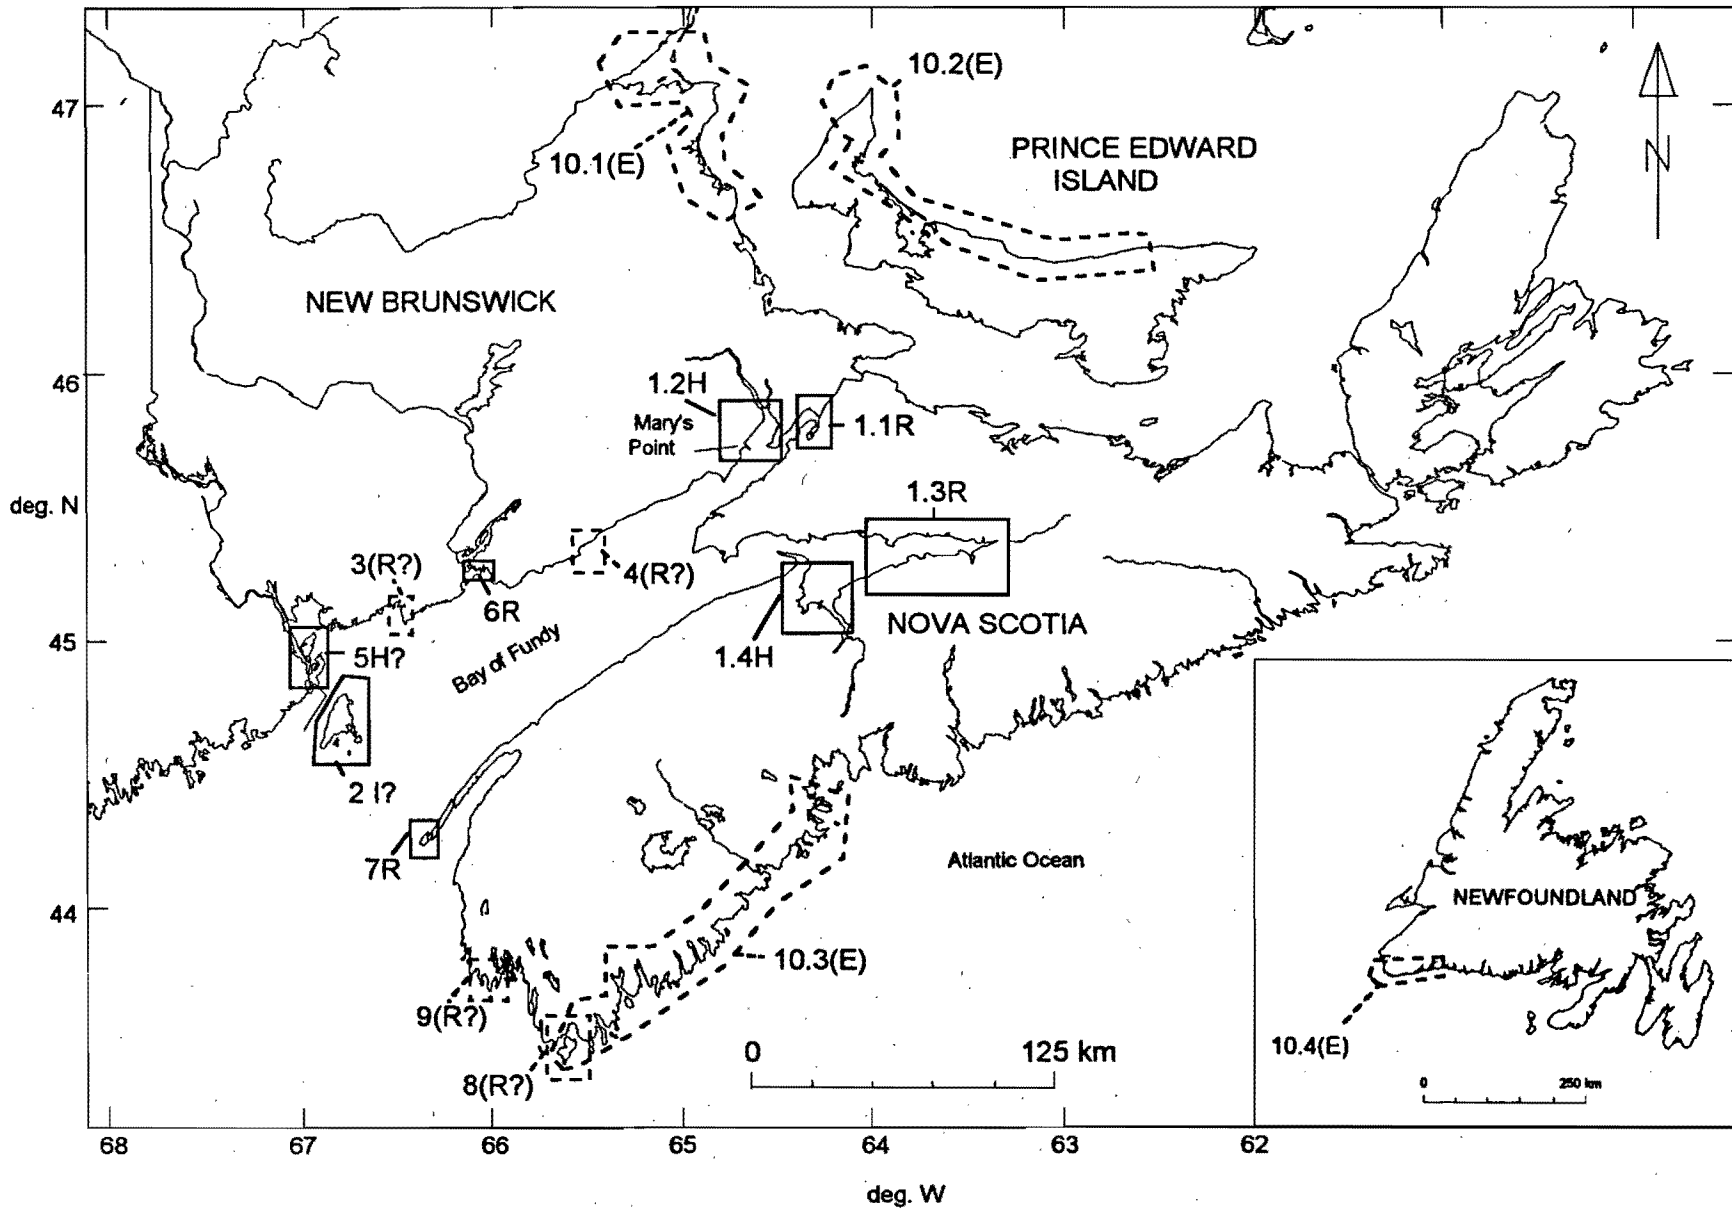 10.2(E)
47
N
PRINCE EDWARD
ISLAND
10.1(E)
NEW BRUNSWICK
46
1.2H
Mary's
Point
1.1R
deg. N
1.3R
3(R?)
4(R?)
6R
NOVA SCOTIA
45
5H?
1.4H
Bay of Fundy
2 I?
7R
Atlantic Ocean
NEWFOUNDLAND
44
10.3(E)
9(R?)
10.4(E)
0 125 km
8(R?)
0 250 km
68 67 66 65 64 63 62
deg. W